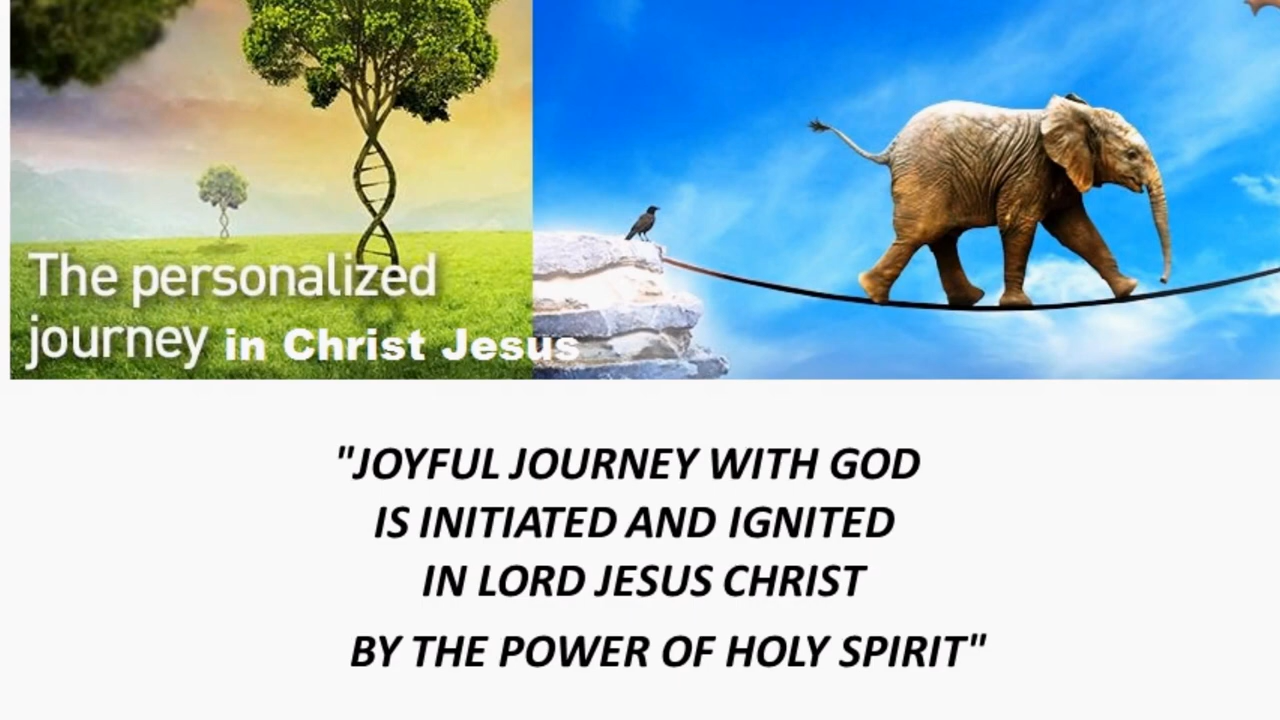 The personalized
journey in Christ Jesus
"JOYFUL JOURNEY WITH GOD
IS INITIATED AND IGNITED
IN LORD JESUS CHRIST
BY THE POWER OF HOLY SPIRIT"